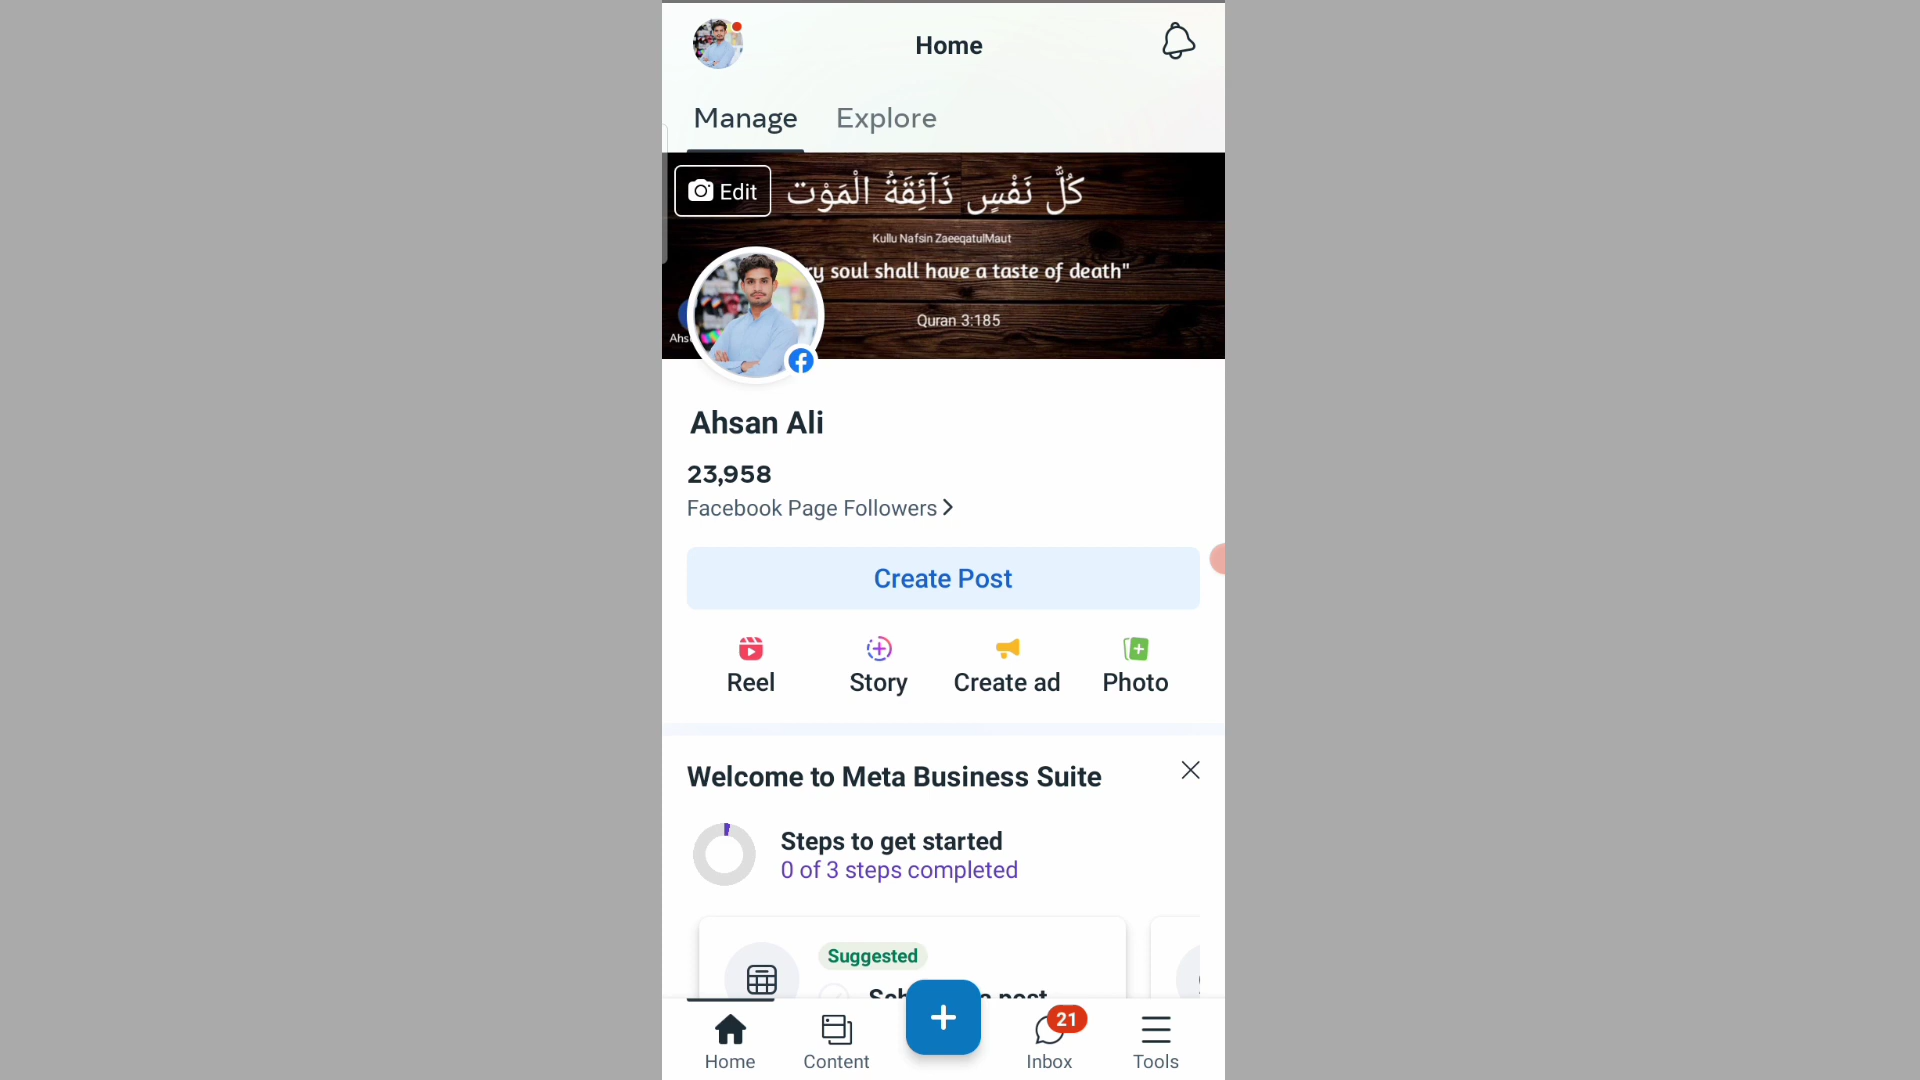 Home
Manage Explore
Edit
كُلُّ نَفْسٍ ذَآئِقَةُ الْمَوْت
Kullu Nafsin ZaeeqatulMaut
soul shall have a taste of death"
Quran 3:185
Ahsan Ali
23,958
Facebook Page Followers
Create Post
Reel Story Create ad Photo
Welcome to Meta Business Suite
Steps to get started
0 of 3 steps completed
Suggested
post
21
Home Content Inbox Tools